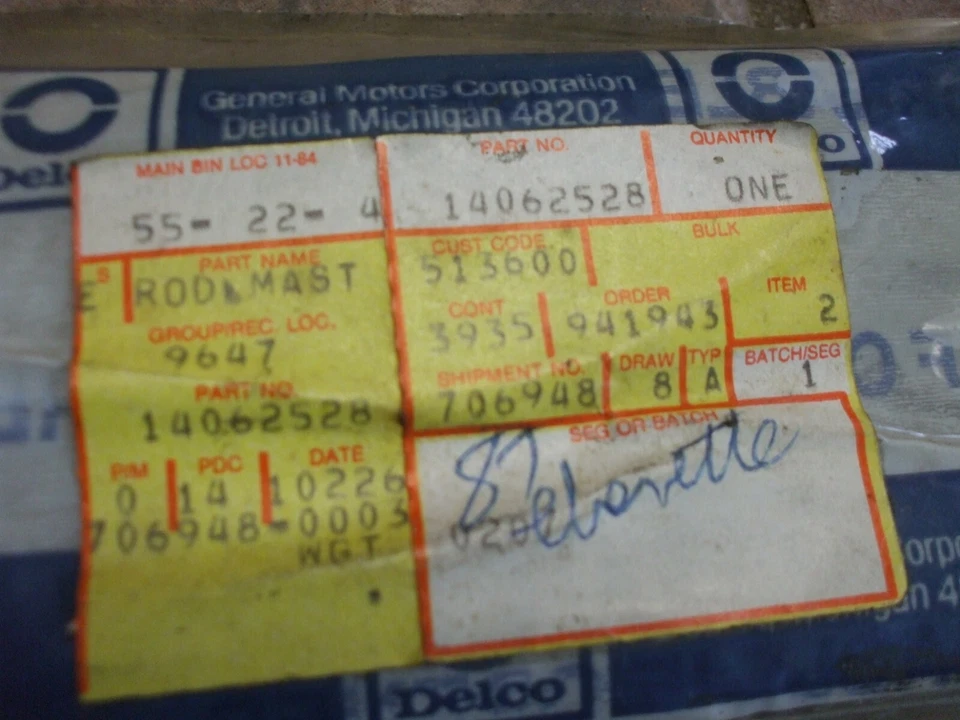 General Motors Corporation
Detroit, Michigan 48202
Delco
MAIN BIN LOC 11-84
55- 22- 4
PART NO.
14062528
QUANTITY
ONE
S
E
PART NAME
ROD, MAST
CUST CODE
513600
BULK
GROUP/REC. LOC.
9647
CONT
3935
ORDER
941943
ITEM
2
PART NO.
14062528
SHIPMENT NO.
706948
DRAW
8
TYP
A
BATCH/SEG
1
P/M
0
PDC
14
DATE
10226
706948-0003
WGT
SEG OR BATCH
Delco